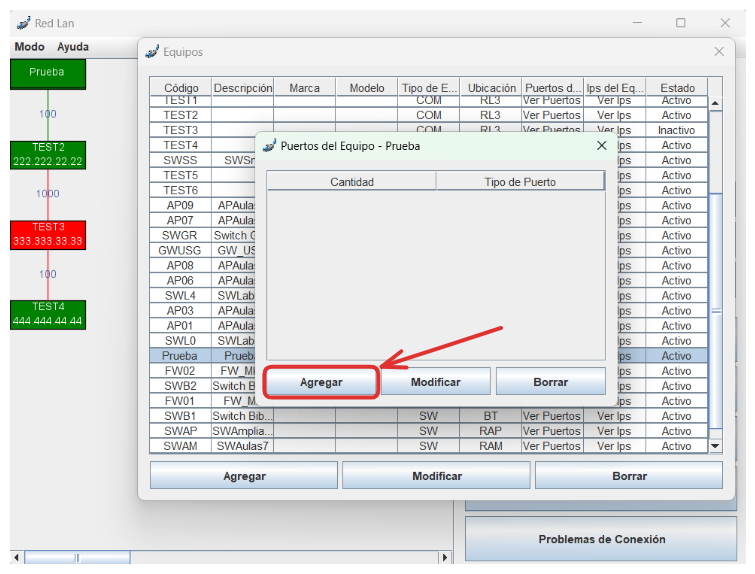 Red Lan
Modo Ayuda
Equipos
Prueba
100
TEST2
222.222.22.22
1000
TEST3
333.333.33.33
100
TEST4
444.444.44.44
Código Descripción Marca Modelo Tipo de E... Ubicación Puertos d... Ips del Eq... Estado
TEST1 COM RL3 Ver Puertos Ver Ips Activo
TEST2 COM RL3 Ver Puertos Ver Ips Activo
TEST3 COM RL3 Ver Puertos Ver Ips Inactivo
TEST4 Ips Activo
SWSS Ips Activo
TEST5 Ips Activo
TEST6 Ips Activo
AP09 APAulas Ips Activo
AP07 APAulas Ips Activo
SWGR Switch Ips Activo
GWUSG GW_US Ips Activo
AP08 APAulas Ips Activo
AP06 APAulas Ips Activo
SWL4 SWLab Ips Activo
AP03 APAulas Ips Activo
AP01 APAulas Ips Activo
SWL0 SWLab Ips Activo
Prueba Prueb Ips Activo
FW02 FW_M Ips Activo
SWB2 Switch B Ips Activo
FW01 FW_M Ips Activo
SWB1 Switch Bib... SW BT Ver Puertos Ver Ips Activo
SWAP SWAmplia... SW RAP Ver Puertos Ver Ips Activo
SWAM SWAulas7 SW RAM Ver Puertos Ver Ips Activo
Puertos del Equipo - Prueba
Cantidad Tipo de Puerto
Agregar Modificar Borrar
Agregar Modificar Borrar
Problemas de Conexión